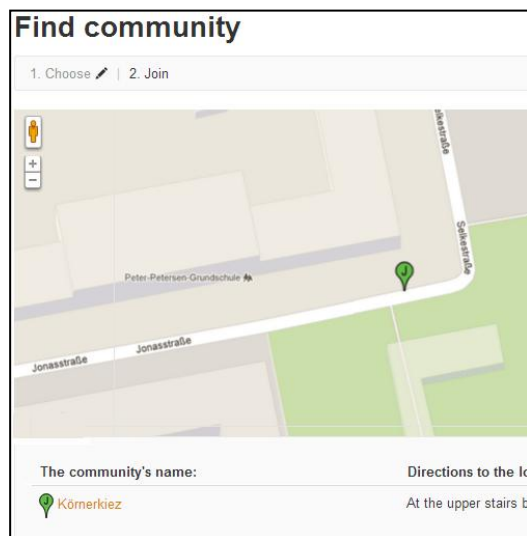 Find community
1. Choose | 2. Join
+
−
Selkestraße
Selkestraße
J
Peter-Petersen-Grundschule
Jonasstraße
Jonasstraße
The community's name: Directions to the
J Körnerkiez At the upper stairs